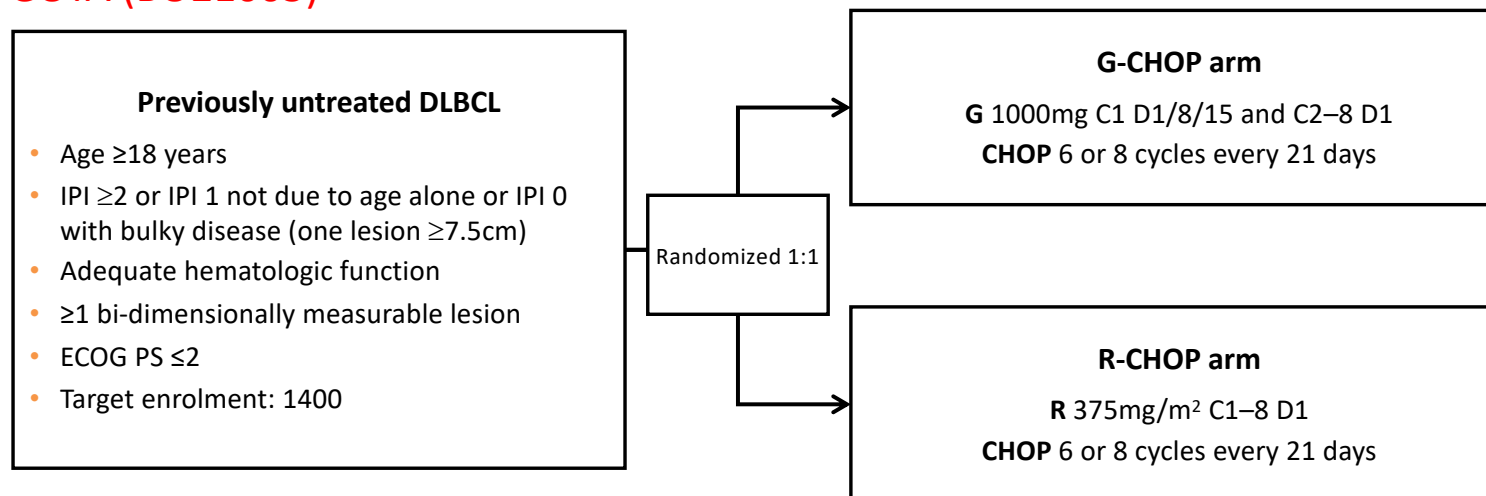 Previously untreated DLBCL
• Age ≥18 years
• IPI ≥2 or IPI 1 not due to age alone or IPI 0
with bulky disease (one lesion ≥7.5cm)
• Adequate hematologic function
• ≥1 bi-dimensionally measurable lesion
• ECOG PS ≤2
• Target enrolment: 1400
Randomized 1:1
G-CHOP arm
G 1000mg C1 D1/8/15 and C2–8 D1
CHOP 6 or 8 cycles every 21 days
R-CHOP arm
R 375mg/m² C1–8 D1
CHOP 6 or 8 cycles every 21 days